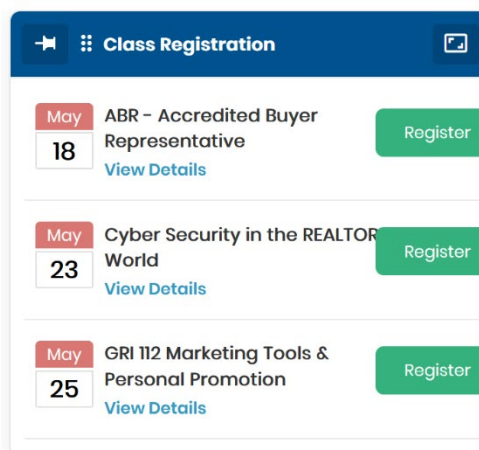 Class Registration
May
18
ABR - Accredited Buyer
Representative
View Details
Register
May
23
Cyber Security in the REALTOR
World
View Details
Register
May
25
GRI 112 Marketing Tools &
Personal Promotion
View Details
Register